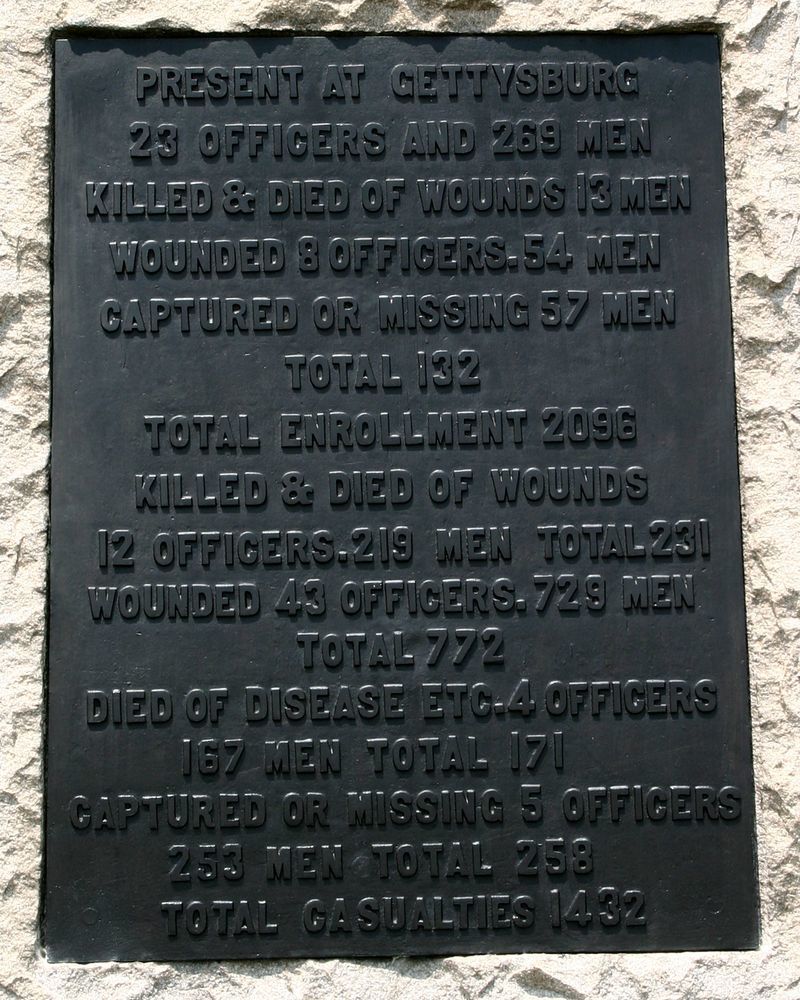 PRESENT AT GETTYSBURG
23 OFFICERS AND 269 MEN
KILLED & DIED OF WOUNDS 13 MEN
WOUNDED 8 OFFICERS. 54 MEN
CAPTURED OR MISSING 57 MEN
TOTAL 132
TOTAL ENROLLMENT 2096
KILLED & DIED OF WOUNDS
12 OFFICERS. 219 MEN TOTAL 231
WOUNDED 43 OFFICERS. 729 MEN
TOTAL 772
DIED OF DISEASE ETC. 4 OFFICERS
167 MEN TOTAL 171
CAPTURED OR MISSING 5 OFFICERS
253 MEN TOTAL 258
TOTAL CASUALTIES 1432